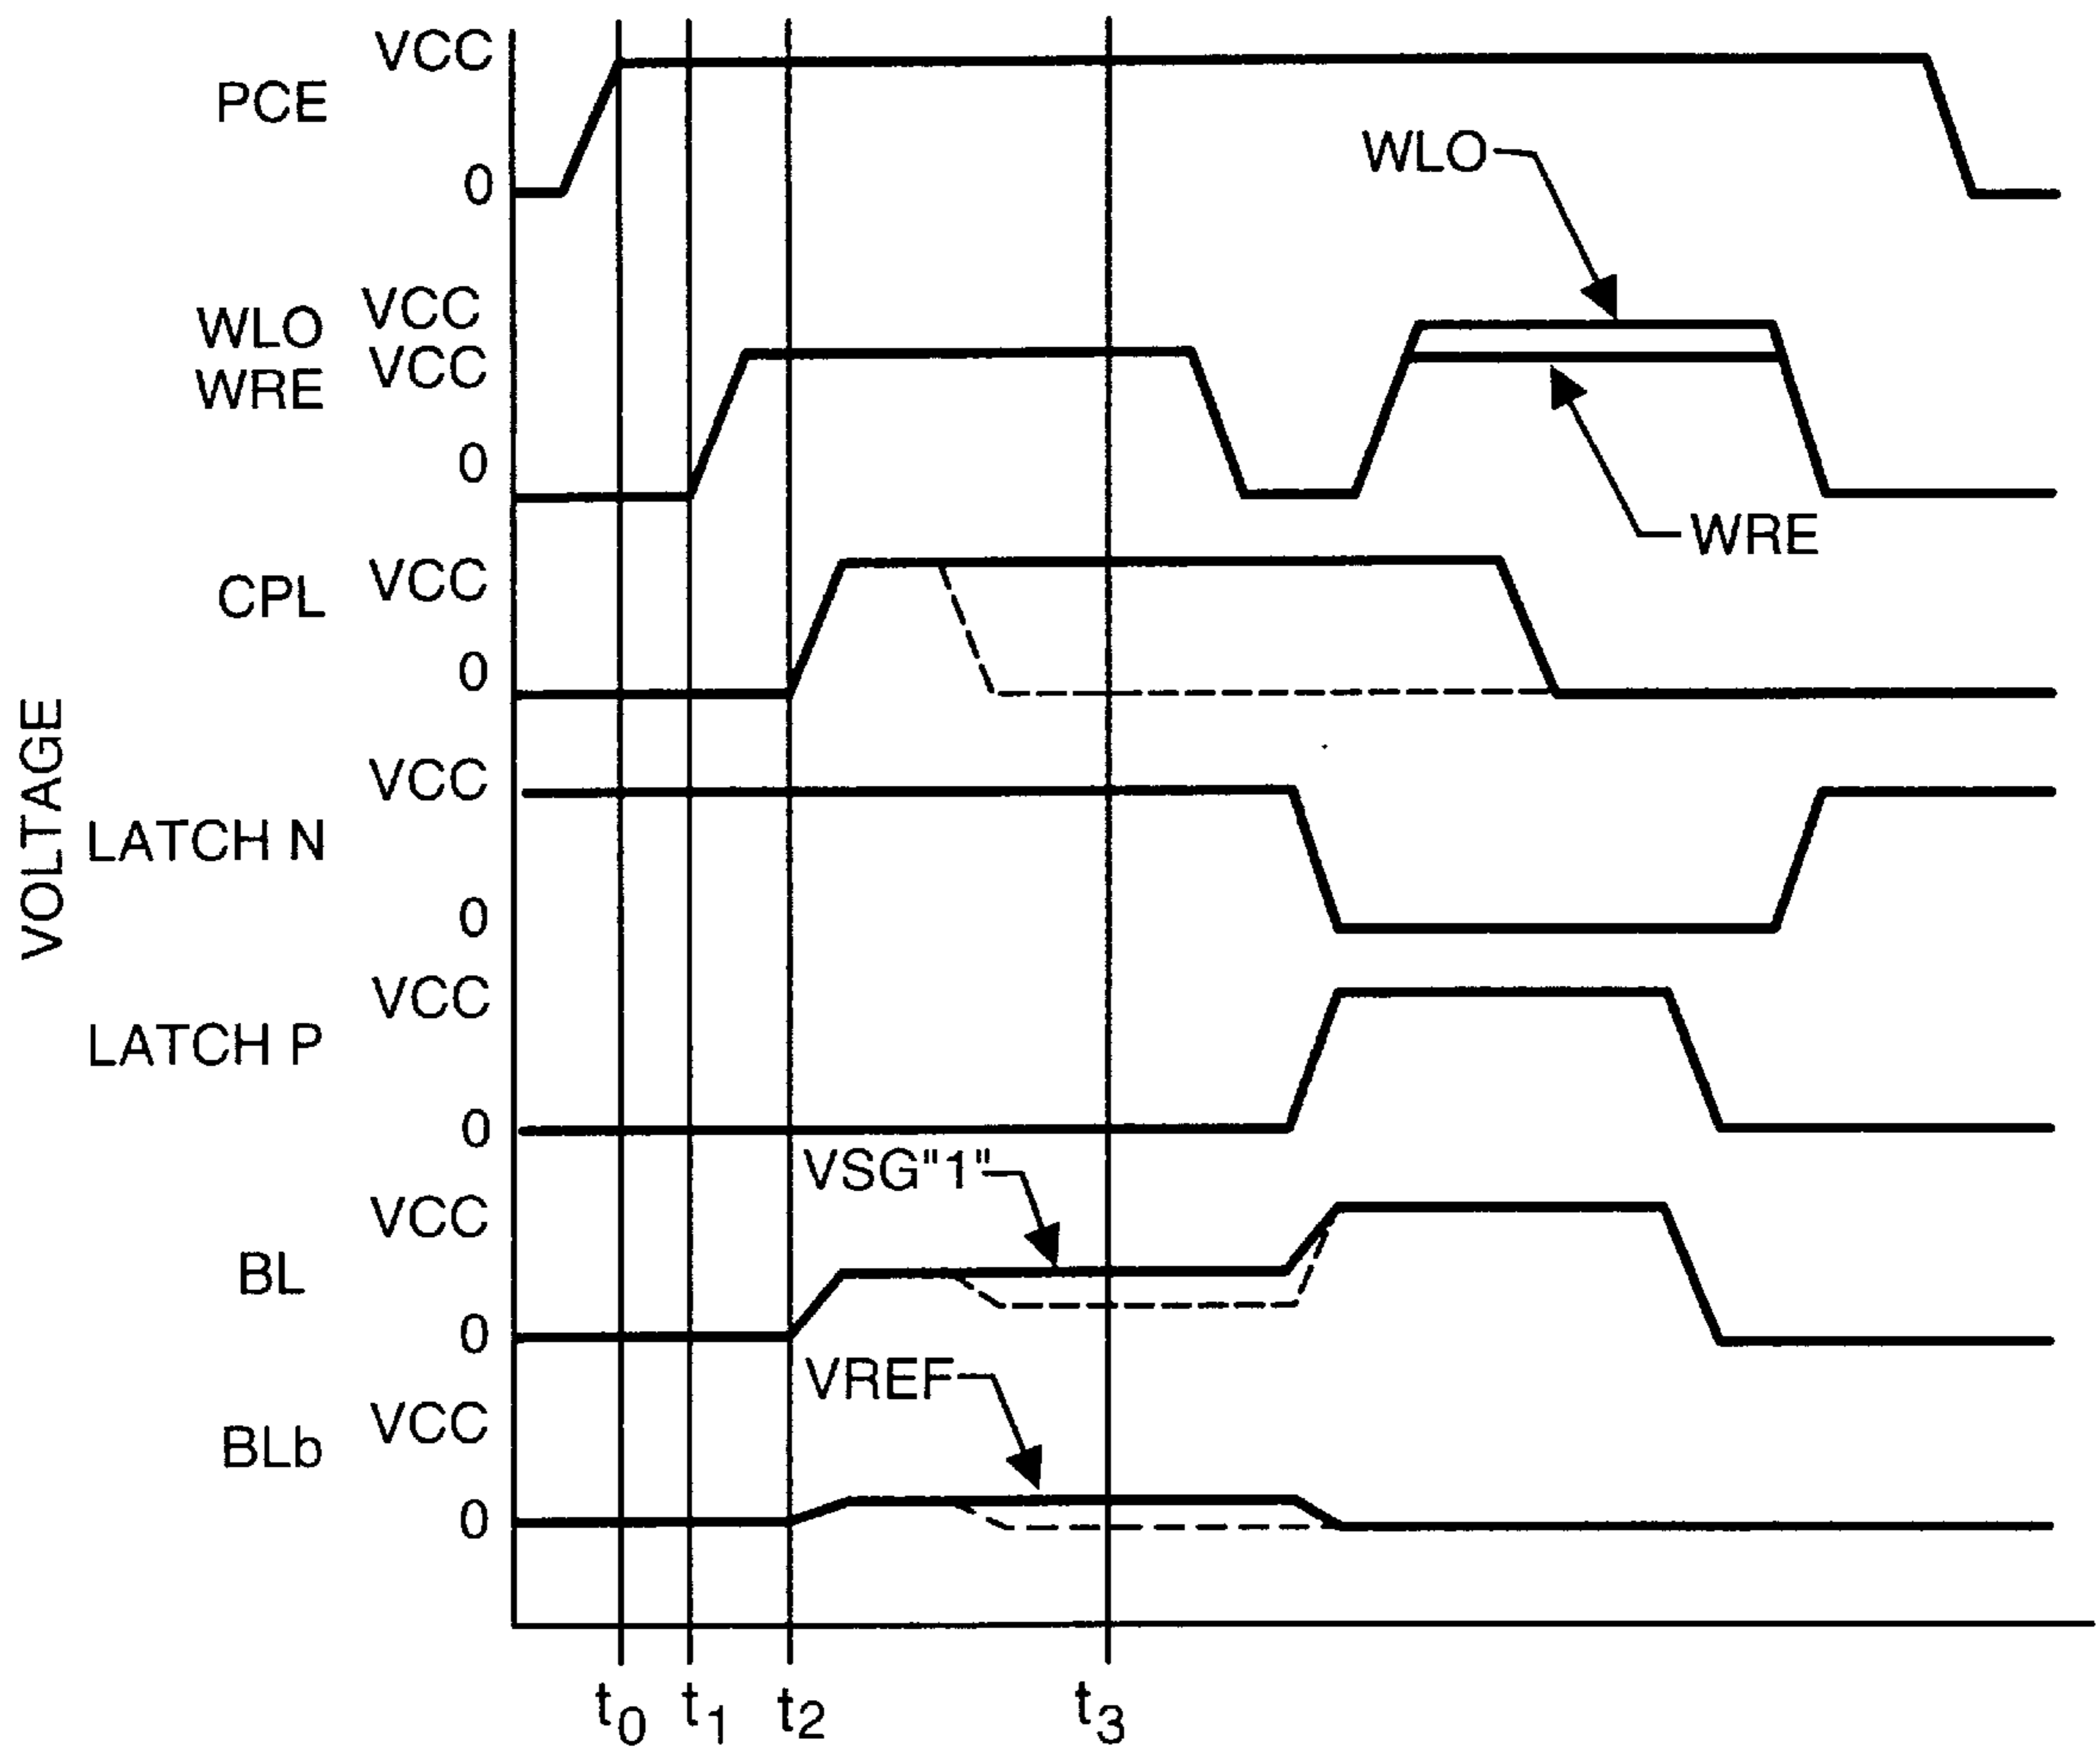 VCC
PCE
0
WLO
WLO VCC
WRE VCC
0
WRE
CPL VCC
0
VOLTAGE
VCC
LATCH N
0
VCC
LATCH P
0
VSG"1"
VCC
BL
0
VREF
VCC
BLb
0
t0 t1 t2 t3